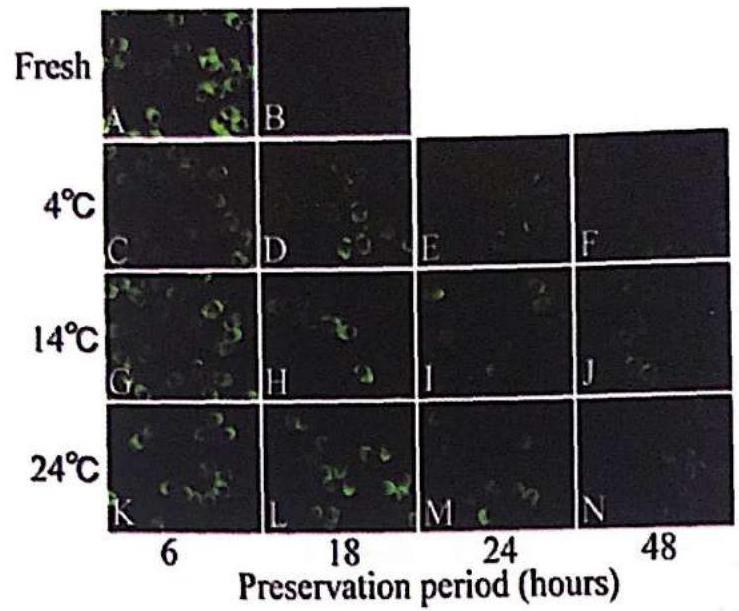 Fresh
A B
4℃
C D E F
14℃
G H I J
24℃
K L M N
6 18 24 48
Preservation period (hours)